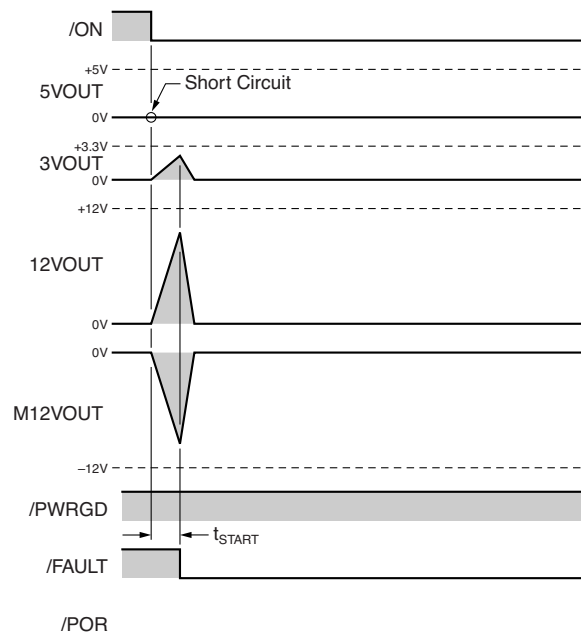 /ON
+5V
5VOUT
Short Circuit
0V
+3.3V
3VOUT
0V
+12V
12VOUT
0V
0V
M12VOUT
–12V
/PWRGD
tSTART
/FAULT
/POR